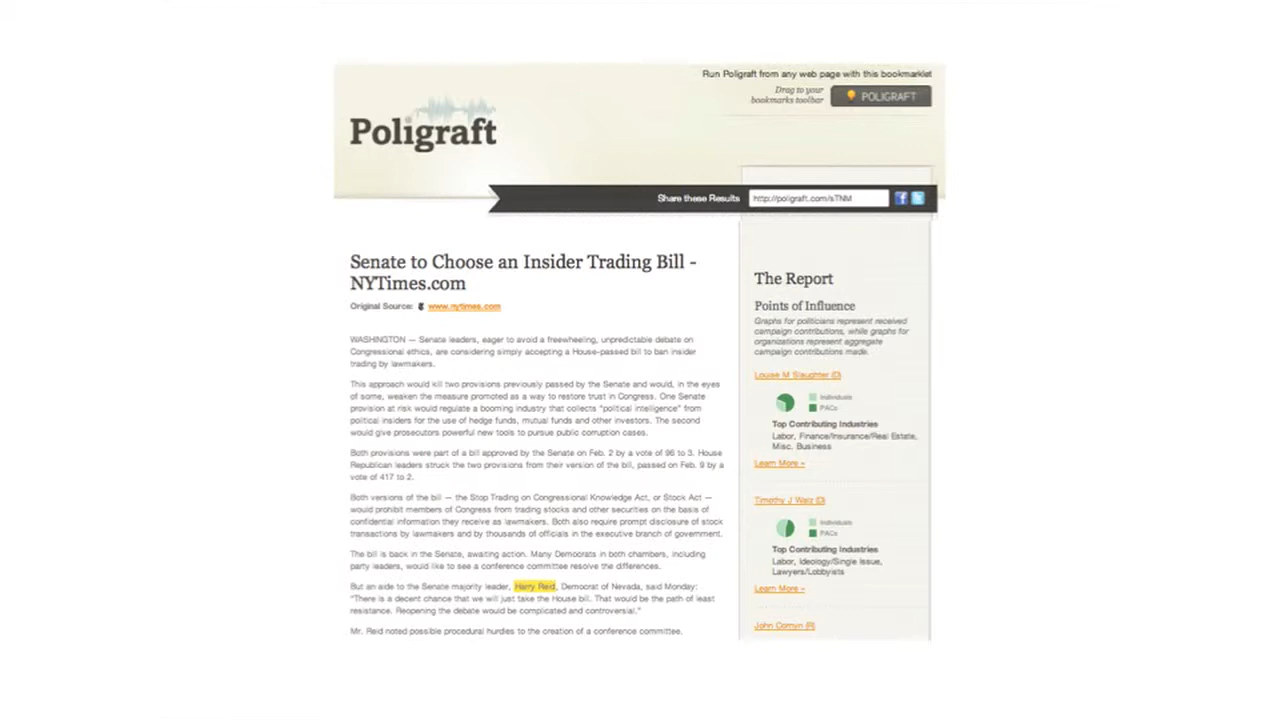 Run Poligraft from any web page with this bookmarklet
Drag to your
bookmarks toolbar
POLIGRAFT
Poligraft
Share these Results
http://poligraft.com/sTNM
Senate to Choose an Insider Trading Bill -
NYTimes.com
Original Source: www.nytimes.com
WASHINGTON — Senate leaders, eager to avoid a freewheeling, unpredictable debate on
Congressional ethics, are considering simply accepting a House-passed bill to ban insider
trading by lawmakers.
This approach would kill two provisions previously passed by the Senate and would, in the eyes
of some, weaken the measure promoted as a way to restore trust in Congress. One Senate
provision at risk would regulate a booming industry that collects "political intelligence" from
political insiders for the use of hedge funds, mutual funds and other investors. The second
would give prosecutors powerful new tools to pursue public corruption cases.
Both provisions were part of a bill approved by the Senate on Feb. 2 by a vote of 96 to 3. House
Republican leaders struck the two provisions from their version of the bill, passed on Feb. 9 by a
vote of 417 to 2.
Both versions of the bill — the Stop Trading on Congressional Knowledge Act, or Stock Act —
would prohibit members of Congress from trading stocks and other securities on the basis of
confidential information they receive as lawmakers. Both also require prompt disclosure of stock
transactions by lawmakers and by thousands of officials in the executive branch of government.
The bill is back in the Senate, awaiting action. Many Democrats in both chambers, including
party leaders, would like to see a conference committee resolve the differences.
But an aide to the Senate majority leader, Harry Reid, Democrat of Nevada, said Monday:
"There is a decent chance that we will just take the House bill. That would be the path of least
resistance. Reopening the debate would be complicated and controversial."
Mr. Reid noted possible procedural hurdles to the creation of a conference committee.
The Report
Points of Influence
Graphs for politicians represent received
campaign contributions, while graphs for
organizations represent aggregate
campaign contributions made.
Louise M Slaughter (D)
Individuals
PACs
Top Contributing Industries
Labor, Finance/Insurance/Real Estate,
Misc. Business
Learn More »
Timothy J Walz (D)
Individuals
PACs
Top Contributing Industries
Labor, Ideology/Single Issue,
Lawyers/Lobbyists
Learn More »
John Cornyn (R)